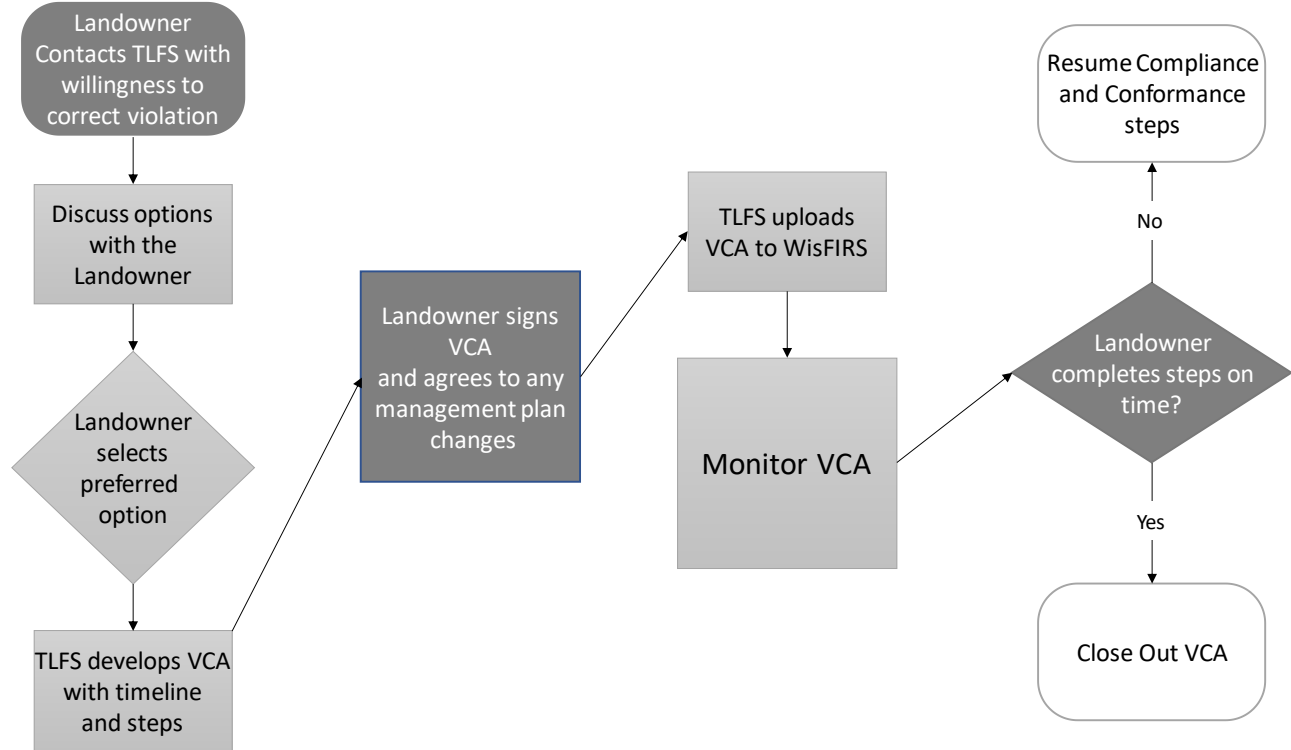 Landowner
Contacts TLFS with
willingness to
correct violation
Discuss options
with the
Landowner
Landowner
selects
preferred
option
TLFS develops VCA
with timeline
and steps
Landowner signs
VCA
and agrees to any
management plan
changes
TLFS uploads
VCA to WisFIRS
Monitor VCA
Landowner
completes steps on
time?
No
Resume Compliance
and Conformance
steps
Yes
Close Out VCA